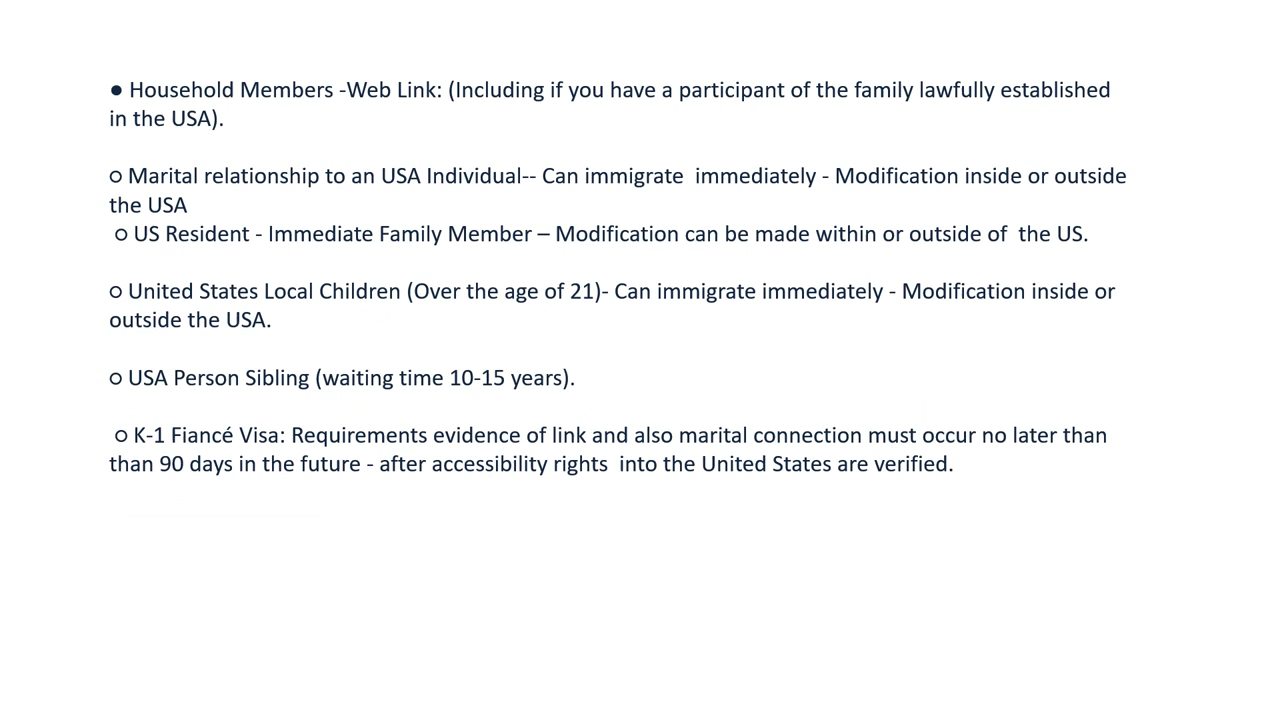 ● Household Members -Web Link: (Including if you have a participant of the family lawfully established
in the USA).
○ Marital relationship to an USA Individual-- Can immigrate  immediately - Modification inside or outside
the USA
○ US Resident - Immediate Family Member – Modification can be made within or outside of  the US.
○ United States Local Children (Over the age of 21)- Can immigrate immediately - Modification inside or
outside the USA.
○ USA Person Sibling (waiting time 10-15 years).
○ K-1 Fiancé Visa: Requirements evidence of link and also marital connection must occur no later than
than 90 days in the future - after accessibility rights  into the United States are verified.